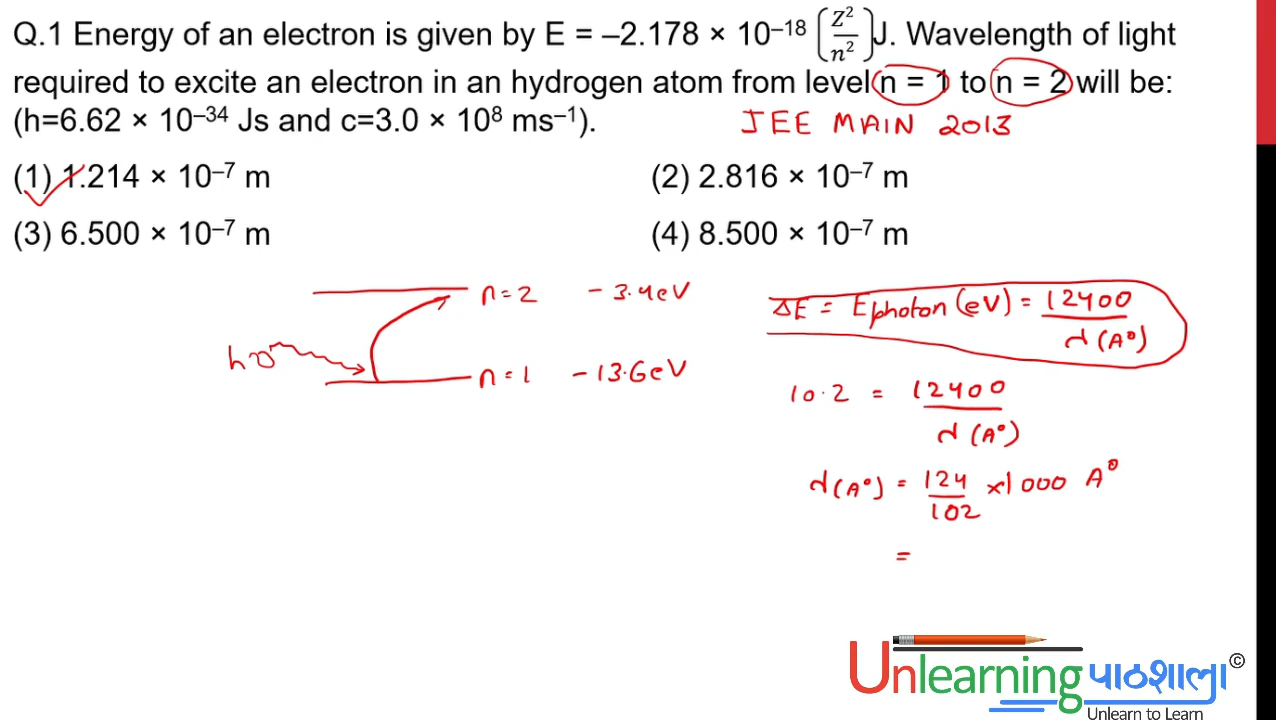 Q.1 Energy of an electron is given by E = –2.178 × 10⁻¹⁸ (Z²/n²) J. Wavelength of light
required to excite an electron in an hydrogen atom from level n = 1 to n = 2 will be:
(h=6.62 × 10⁻³⁴ Js and c=3.0 × 10⁸ ms⁻¹).
JEE MAIN 2013
(1) 1.214 × 10⁻⁷ m
(2) 2.816 × 10⁻⁷ m
(3) 6.500 × 10⁻⁷ m
(4) 8.500 × 10⁻⁷ m
n = 2 - 3.4eV
hν
n = 1 - 13.6eV
ΔE = Ephoton (eV) = 12400 / λ (A°)
10.2 = 12400 / λ (A°)
λ(A°) = 124/102 × 1000 A°
=
Unlearning पाठशाला ©
Unlearn to Learn